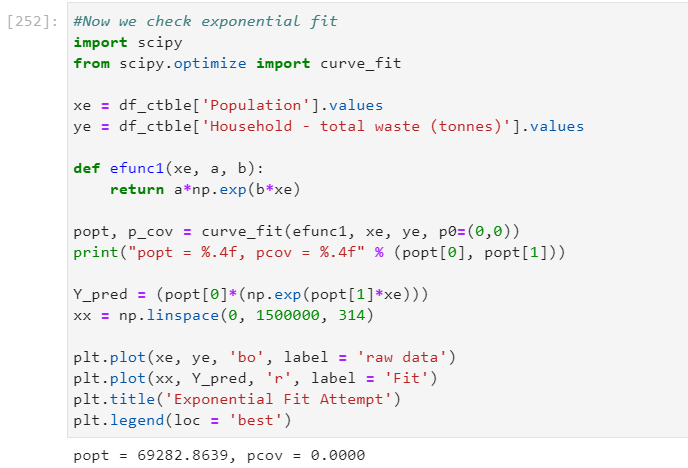 [252]: #Now we check exponential fit
import scipy
from scipy.optimize import curve_fit

xe = df_ctble['Population'].values
ye = df_ctble['Household - total waste (tonnes)'].values

def efunc1(xe, a, b):
    return a*np.exp(b*xe)

popt, p_cov = curve_fit(efunc1, xe, ye, p0=(0,0))
print("popt = %.4f, pcov = %.4f" % (popt[0], popt[1]))

Y_pred = (popt[0]*(np.exp(popt[1]*xe)))
xx = np.linspace(0, 1500000, 314)

plt.plot(xe, ye, 'bo', label = 'raw data')
plt.plot(xx, Y_pred, 'r', label = 'Fit')
plt.title('Exponential Fit Attempt')
plt.legend(loc = 'best')

popt = 69282.8639, pcov = 0.0000